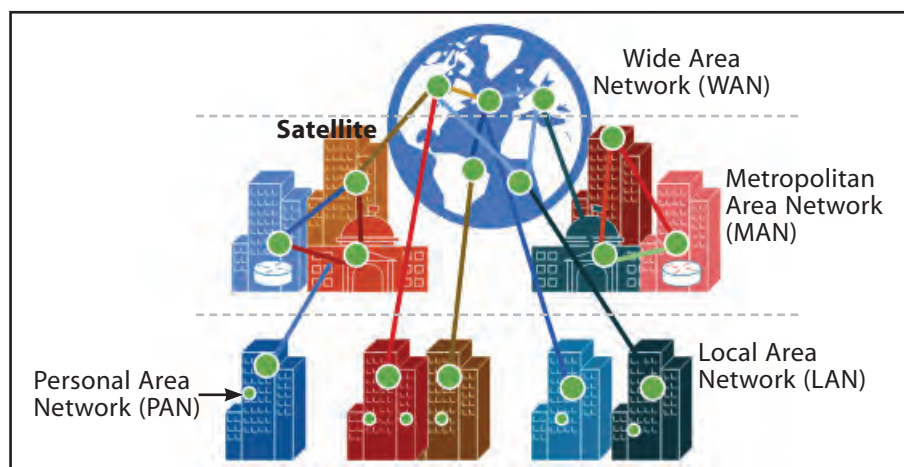 Wide Area
Network (WAN)
Satellite
Metropolitan
Area Network
(MAN)
Local Area
Network (LAN)
Personal Area
Network (PAN)